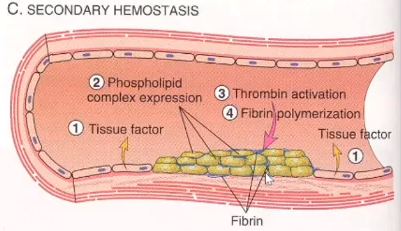 C. SECONDARY HEMOSTASIS
2 Phospholipid
complex expression
3 Thrombin activation
4 Fibrin polymerization
1 Tissue factor
Tissue factor
1
Fibrin